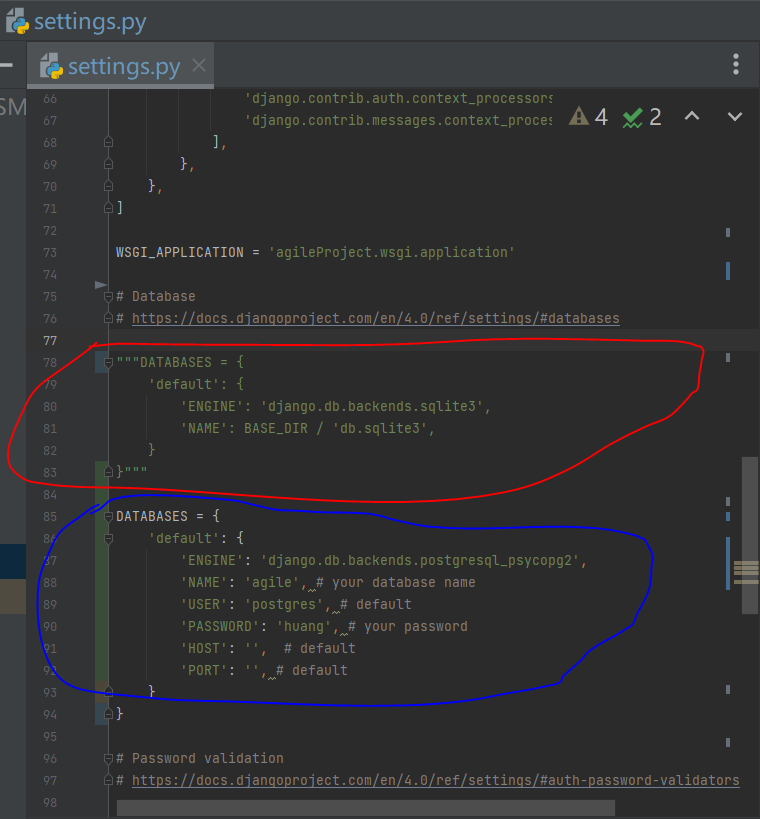 settings.py
settings.py
SM
66 'django.contrib.auth.context_processors
67 'django.contrib.messages.context_proces
4 2
68 ],
69 },
70 },
71 ]
72
73 WSGI_APPLICATION = 'agileProject.wsgi.application'
74
75 # Database
76 # https://docs.djangoproject.com/en/4.0/ref/settings/#databases
77
78 """DATABASES = {
79 'default': {
80 'ENGINE': 'django.db.backends.sqlite3',
81 'NAME': BASE_DIR / 'db.sqlite3',
82 }
83 }"""
84
85 DATABASES = {
86 'default': {
87 'ENGINE': 'django.db.backends.postgresql_psycopg2',
88 'NAME': 'agile', # your database name
89 'USER': 'postgres', # default
90 'PASSWORD': 'huang', # your password
91 'HOST': '',  # default
92 'PORT': '', # default
93 }
94 }
95
96 # Password validation
97 # https://docs.djangoproject.com/en/4.0/ref/settings/#auth-password-validators
98